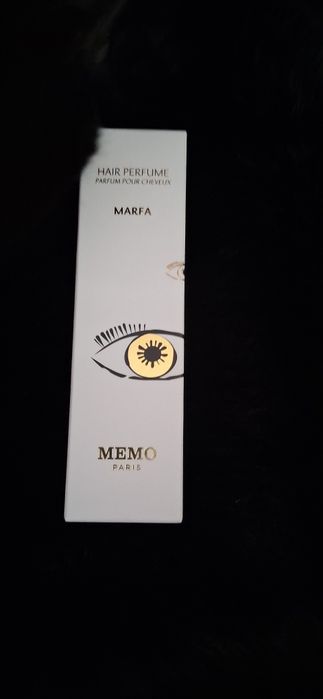 HAIR PERFUME
PARFUM POUR CHEVEUX
MARFA
MEMO
PARIS